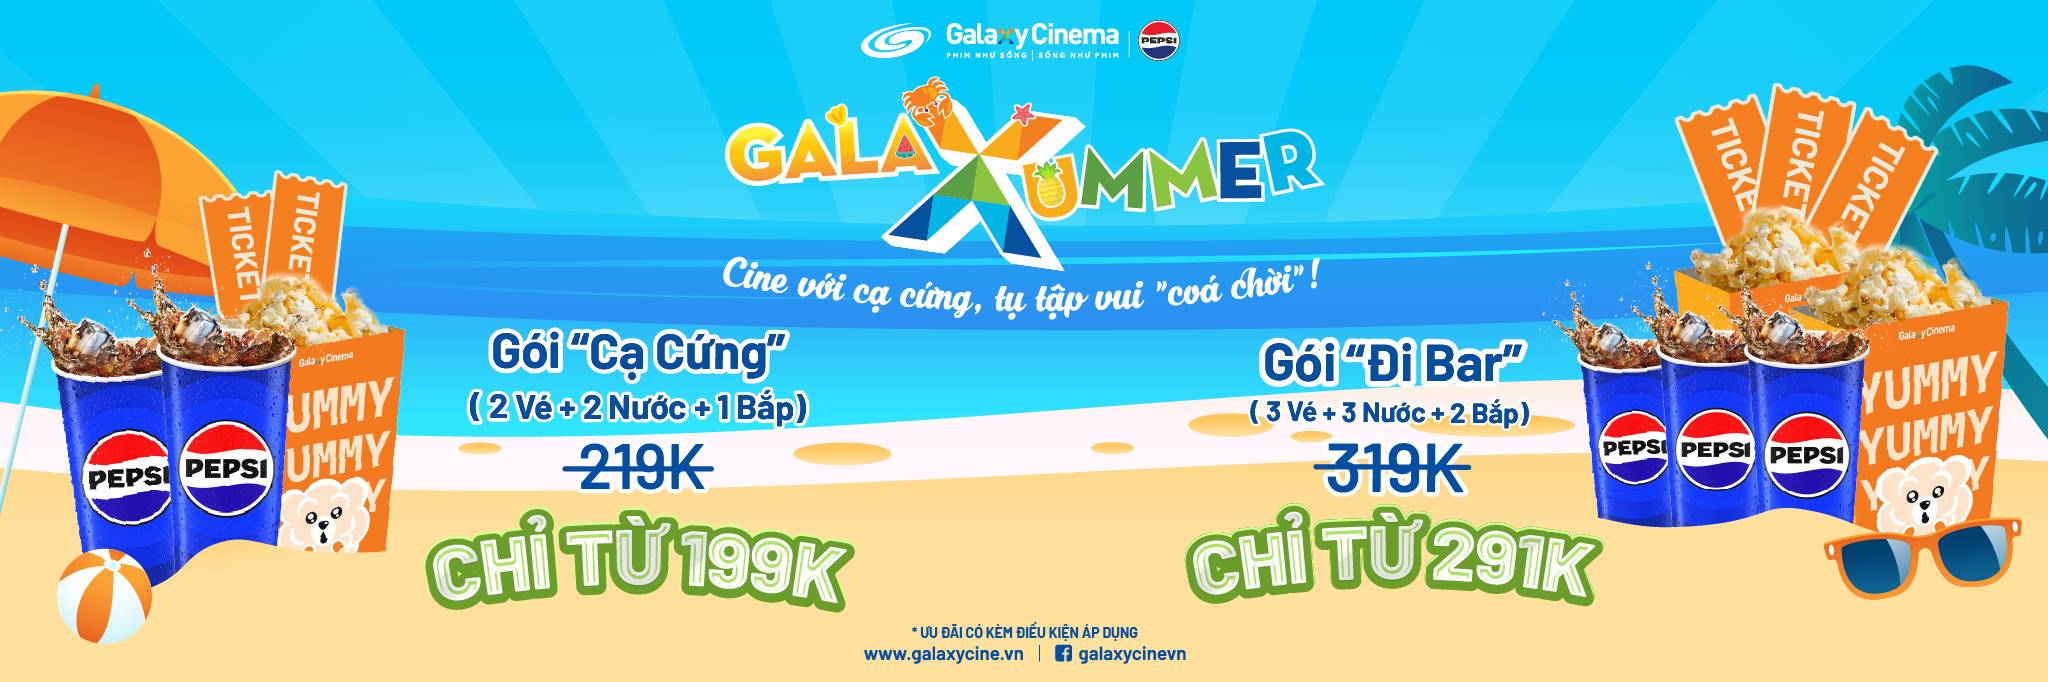 Galaxy Cinema
PHIM NHƯ SỐNG | SỐNG NHƯ PHIM
PEPSI
GALAXUMMER
Cine với cạ cứng, tụ tập vui "coá chời"!
TICKET
TICKET
Galaxy Cinema
YUMMY
YUMMY
PEPSI
PEPSI
Gói “Cạ Cứng”
( 2 Vé + 2 Nước + 1 Bắp)
219K
CHỈ TỪ 199K
Gói “Đi Bar”
( 3 Vé + 3 Nước + 2 Bắp)
319K
CHỈ TỪ 291K
TICKET
TICKET
TICKET
Gala
Galaxy Cinema
YUMMY
YUMMY
PEPSI
PEPSI
PEPSI
* ƯU ĐÃI CÓ KÈM ĐIỀU KIỆN ÁP DỤNG
www.galaxycine.vn | galaxycinevn